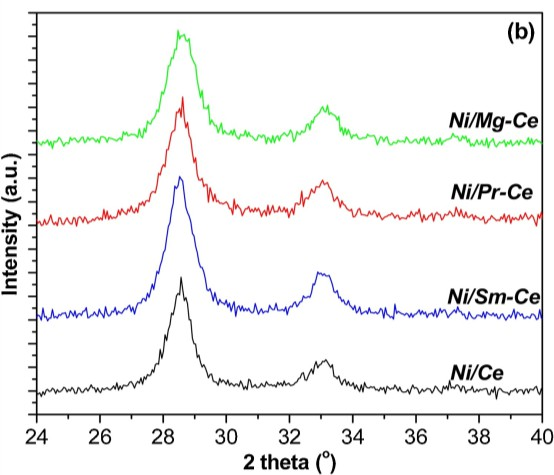 (b)
Ni/Mg-Ce
Ni/Pr-Ce
Ni/Sm-Ce
Ni/Ce
Intensity (a.u.)
24 26 28 30 32 34 36 38 40
2 theta (°)